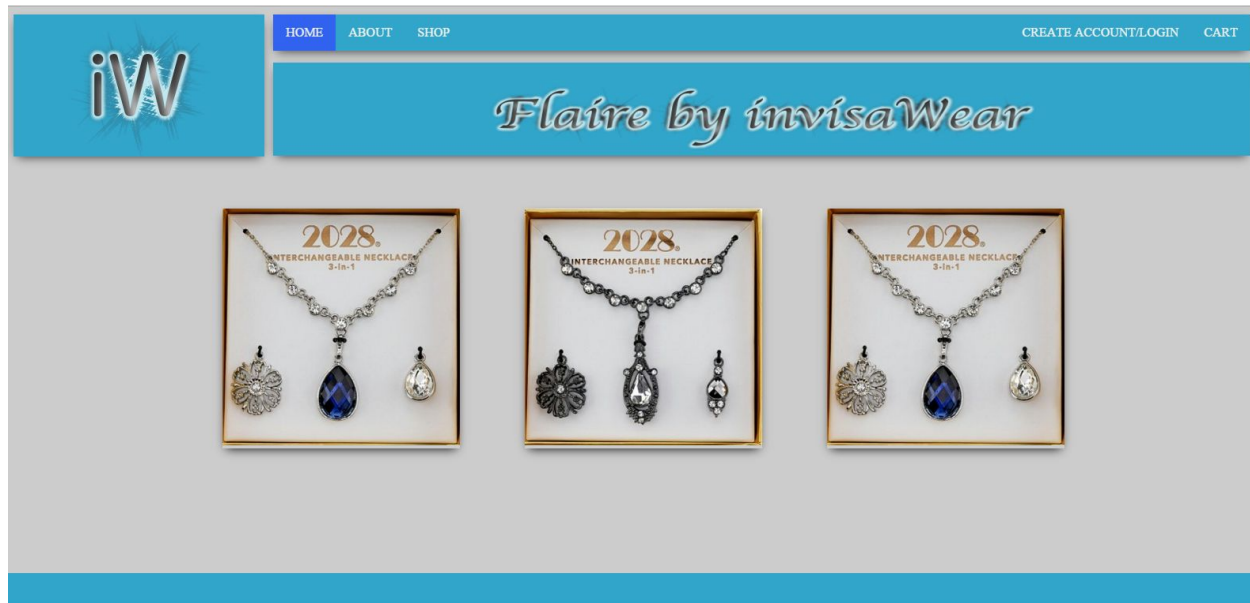 iW
HOME ABOUT SHOP CREATE ACCOUNT/LOGIN CART
Flaire by invisaWear
2028®
INTERCHANGEABLE NECKLACE
3-in-1
2028®
INTERCHANGEABLE NECKLACE
3-in-1
2028®
INTERCHANGEABLE NECKLACE
3-in-1